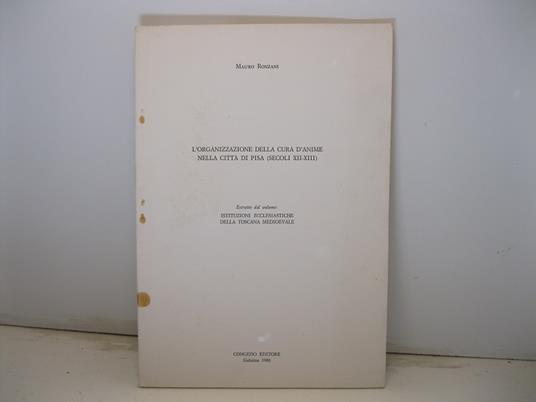 Mauro Ronzani
L'ORGANIZZAZIONE DELLA CURA D'ANIME
NELLA CITTÀ DI PISA (SECOLI XII-XIII)
Estratto dal volume:
ISTITUZIONI ECCLESIASTICHE
DELLA TOSCANA MEDIOEVALE
CONGEDO EDITORE
Galatina 1980